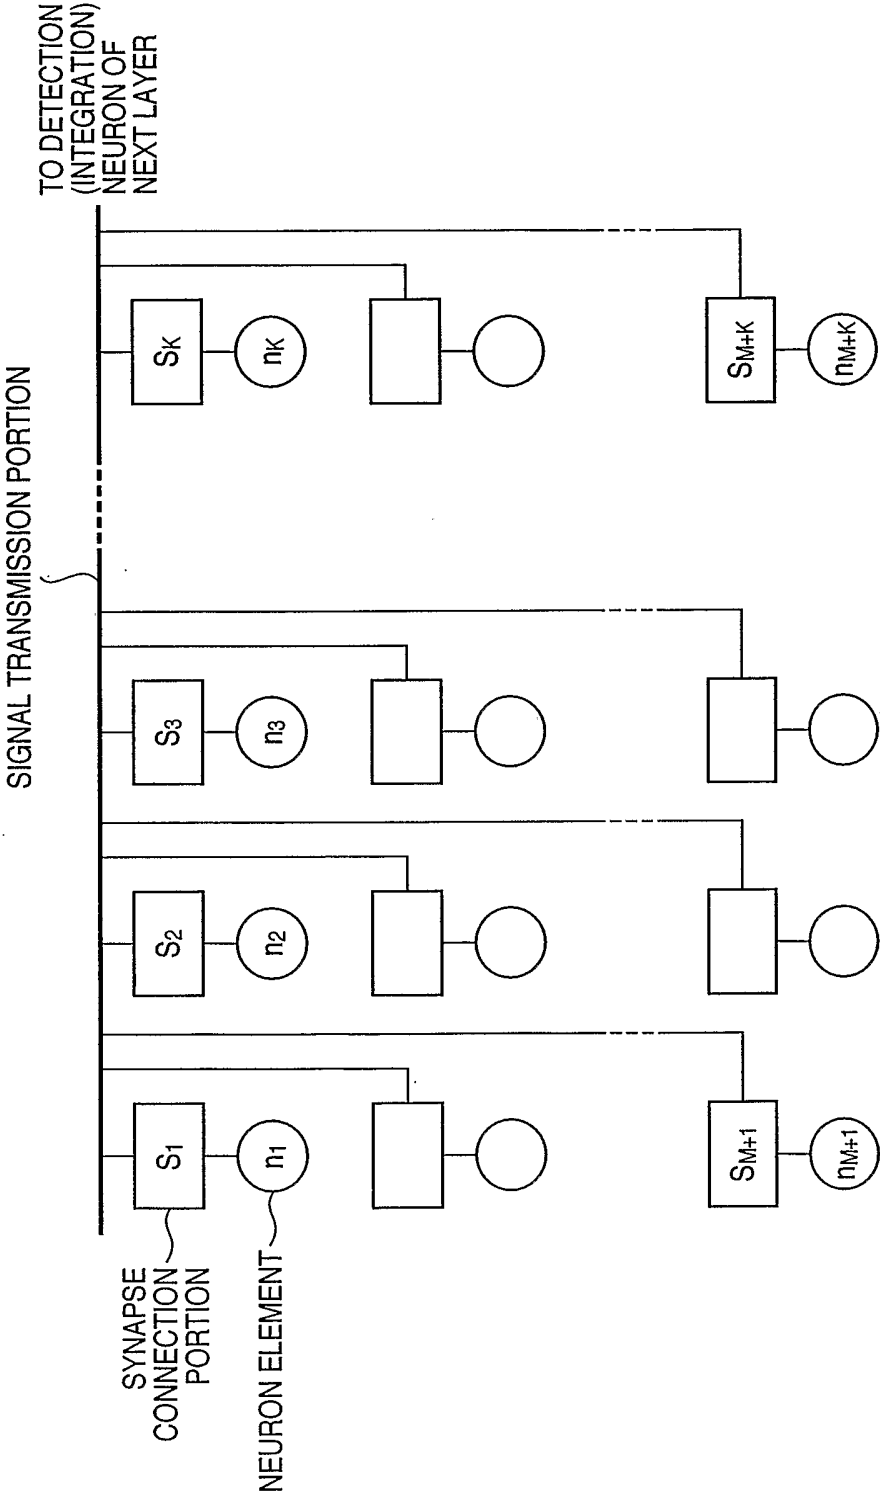 SIGNAL TRANSMISSION PORTION
TO DETECTION
(INTEGRATION)
NEURON OF
NEXT LAYER
SYNAPSE
CONNECTION
PORTION
S1
S2
S3
SK
NEURON ELEMENT
n1
n2
n3
nK
SM+1
SM+K
nM+1
nM+K